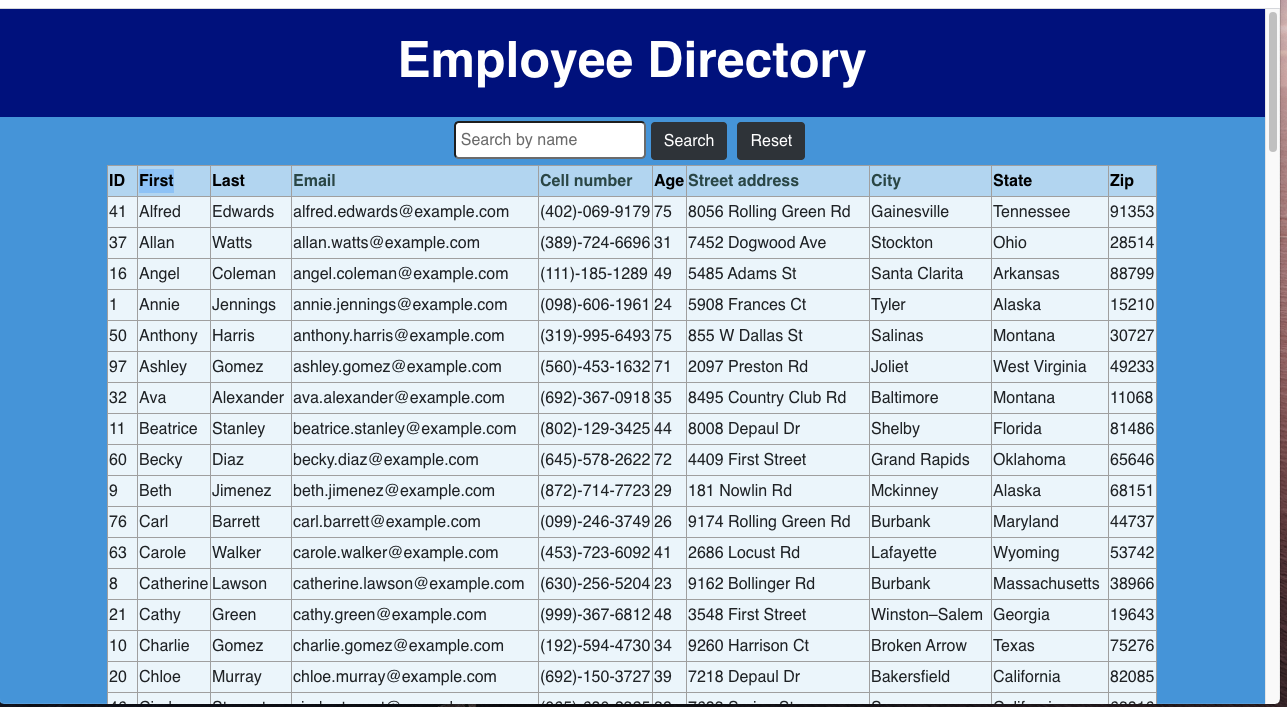 Employee Directory
Search by name Search Reset
ID First Last Email Cell number Age Street address City State Zip
41 Alfred Edwards alfred.edwards@example.com (402)-069-9179 75 8056 Rolling Green Rd Gainesville Tennessee 91353
37 Allan Watts allan.watts@example.com (389)-724-6696 31 7452 Dogwood Ave Stockton Ohio 28514
16 Angel Coleman angel.coleman@example.com (111)-185-1289 49 5485 Adams St Santa Clarita Arkansas 88799
1 Annie Jennings annie.jennings@example.com (098)-606-1961 24 5908 Frances Ct Tyler Alaska 15210
50 Anthony Harris anthony.harris@example.com (319)-995-6493 75 855 W Dallas St Salinas Montana 30727
97 Ashley Gomez ashley.gomez@example.com (560)-453-1632 71 2097 Preston Rd Joliet West Virginia 49233
32 Ava Alexander ava.alexander@example.com (692)-367-0918 35 8495 Country Club Rd Baltimore Montana 11068
11 Beatrice Stanley beatrice.stanley@example.com (802)-129-3425 44 8008 Depaul Dr Shelby Florida 81486
60 Becky Diaz becky.diaz@example.com (645)-578-2622 72 4409 First Street Grand Rapids Oklahoma 65646
9 Beth Jimenez beth.jimenez@example.com (872)-714-7723 29 181 Nowlin Rd Mckinney Alaska 68151
76 Carl Barrett carl.barrett@example.com (099)-246-3749 26 9174 Rolling Green Rd Burbank Maryland 44737
63 Carole Walker carole.walker@example.com (453)-723-6092 41 2686 Locust Rd Lafayette Wyoming 53742
8 Catherine Lawson catherine.lawson@example.com (630)-256-5204 23 9162 Bollinger Rd Burbank Massachusetts 38966
21 Cathy Green cathy.green@example.com (999)-367-6812 48 3548 First Street Winston–Salem Georgia 19643
10 Charlie Gomez charlie.gomez@example.com (192)-594-4730 34 9260 Harrison Ct Broken Arrow Texas 75276
20 Chloe Murray chloe.murray@example.com (692)-150-3727 39 7218 Depaul Dr Bakersfield California 82085